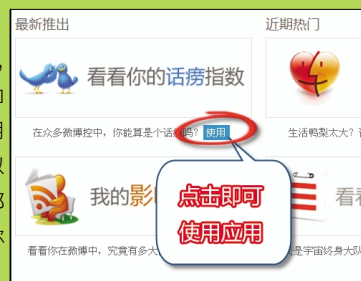 最新推出
近期热门
看看你的话痨指数
在众多微博控中，你能算是个话 吗？ 使用
生活鸭梨太大？
我的影
点击即可
使用应用
看
看看你在微博中，究竟有多大
是宇宙终身大队